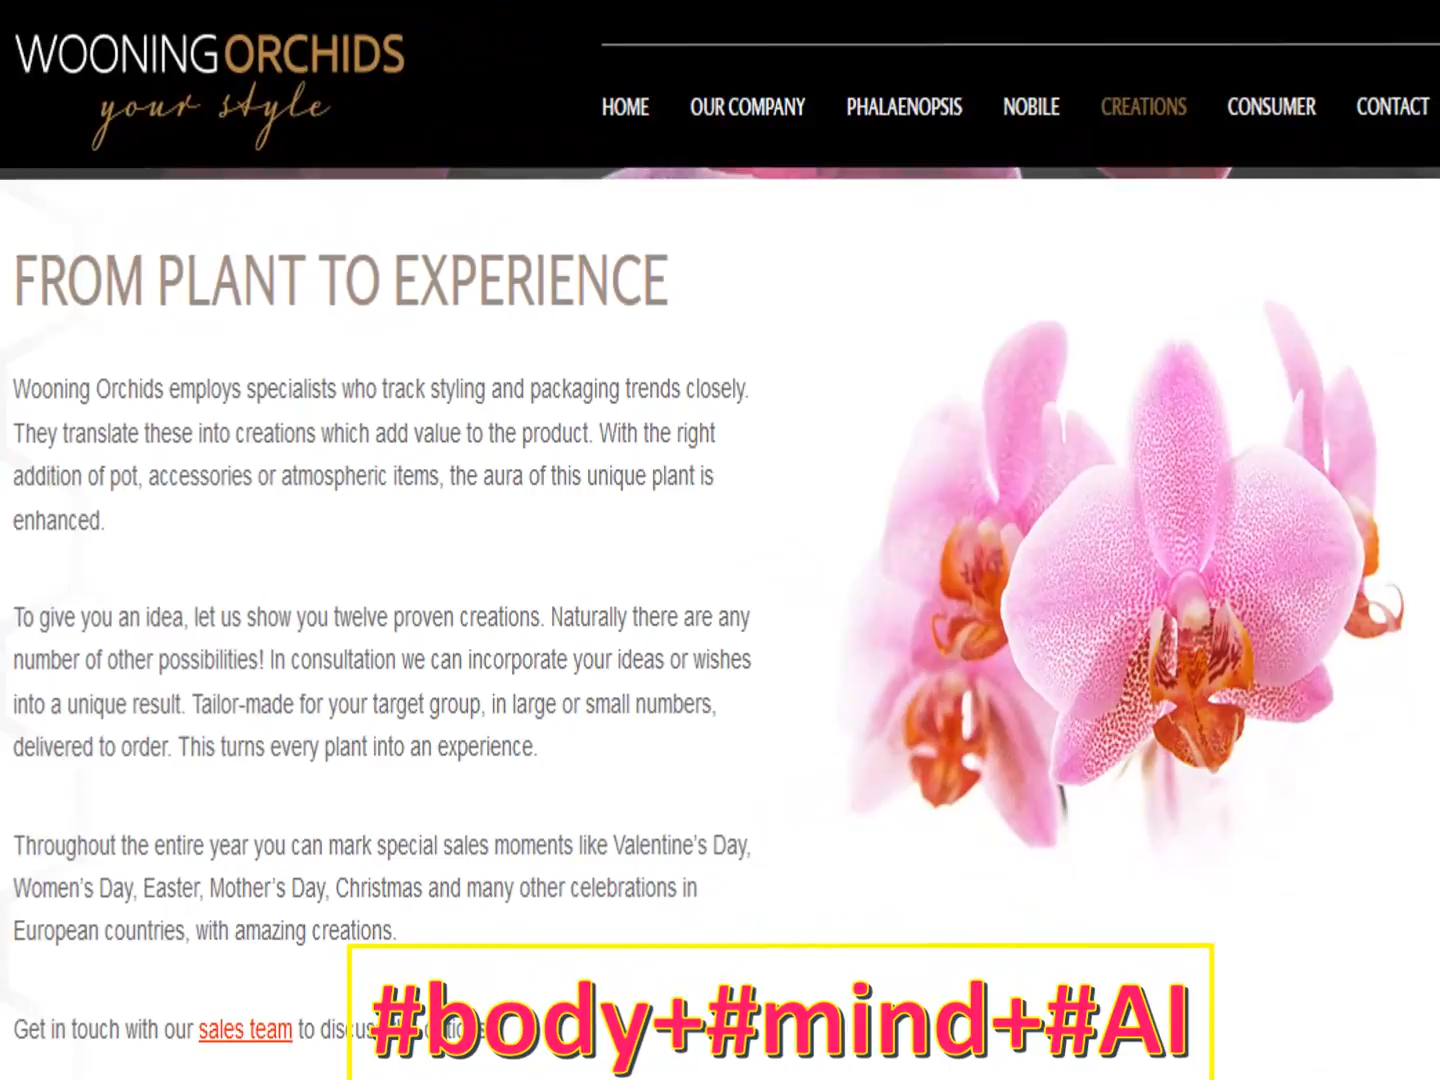 WOONING ORCHIDS
your style
HOME OUR COMPANY PHALAENOPSIS NOBILE CREATIONS CONSUMER CONTACT
FROM PLANT TO EXPERIENCE
Wooning Orchids employs specialists who track styling and packaging trends closely.
They translate these into creations which add value to the product. With the right
addition of pot, accessories or atmospheric items, the aura of this unique plant is
enhanced.
To give you an idea, let us show you twelve proven creations. Naturally there are any
number of other possibilities! In consultation we can incorporate your ideas or wishes
into a unique result. Tailor-made for your target group, in large or small numbers,
delivered to order. This turns every plant into an experience.
Throughout the entire year you can mark special sales moments like Valentine's Day,
Women's Day, Easter, Mother's Day, Christmas and many other celebrations in
European countries, with amazing creations.
Get in touch with our sales team to
#body+#mind+#AI